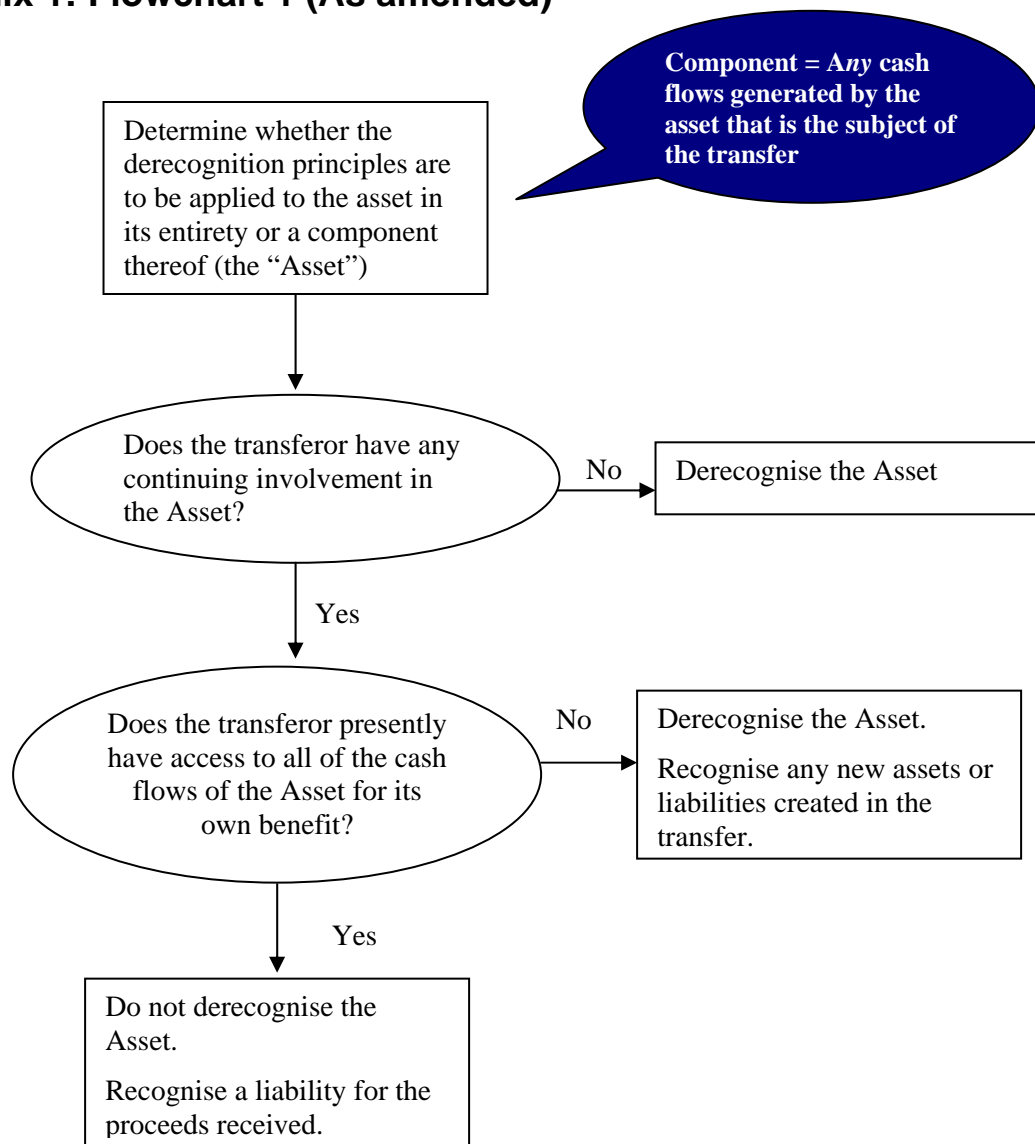 ix 1: Flowchart 1 (As amended)
Component = Any cash
flows generated by the
asset that is the subject of
the transfer
Determine whether the
derecognition principles are
to be applied to the asset in
its entirety or a component
thereof (the “Asset”)
Does the transferor have any
continuing involvement in
the Asset?
No
Derecognise the Asset
Yes
Does the transferor presently
have access to all of the cash
flows of the Asset for its
own benefit?
No
Derecognise the Asset.
Recognise any new assets or
liabilities created in the
transfer.
Yes
Do not derecognise the
Asset.
Recognise a liability for the
proceeds received.